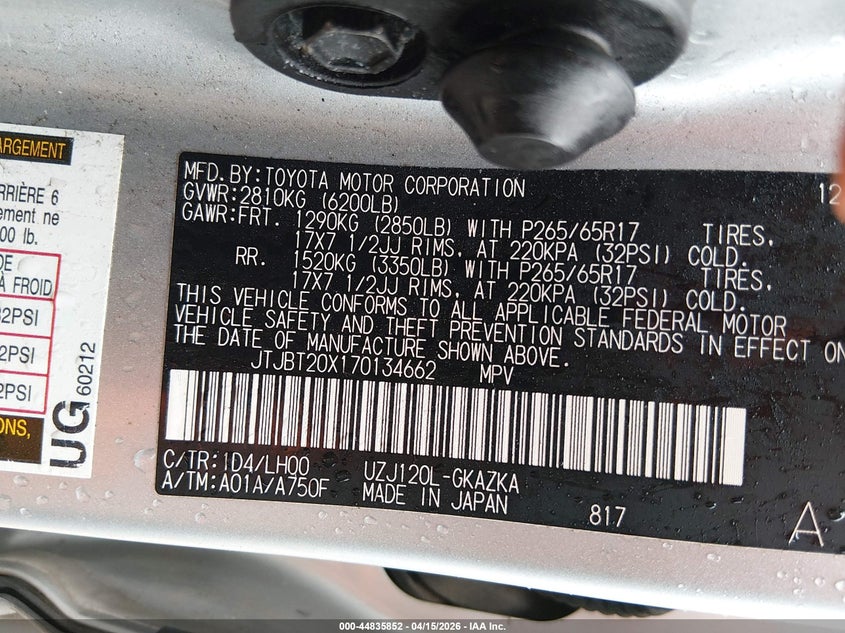 ARGEMENT
RRIÈRE 6
ement ne
00 lb.
DE
À FROID
32PSI
2PSI
2PSI
ONS,
UG
60212
MFD.BY:TOYOTA MOTOR CORPORATION 12
GVWR:2810KG (6200LB)
GAWR:FRT. 1290KG (2850LB) WITH P265/65R17 TIRES,
17X7 1/2JJ RIMS, AT 220KPA (32PSI) COLD.
RR. 1520KG (3350LB) WITH P265/65R17 TIRES,
17X7 1/2JJ RIMS, AT 220KPA (32PSI) COLD.
THIS VEHICLE CONFORMS TO ALL APPLICABLE FEDERAL MOTOR
VEHICLE SAFETY AND THEFT PREVENTION STANDARDS IN EFFECT ON
THE DATE OF MANUFACTURE SHOWN ABOVE.
JTJBT20X170134662 MPV
C/TR:1D4/LH00 UZJ120L-GKAZKA
A/TM:A01A/A750F MADE IN JAPAN 817 A
000-44835852 - 04/15/2026 - IAA Inc.